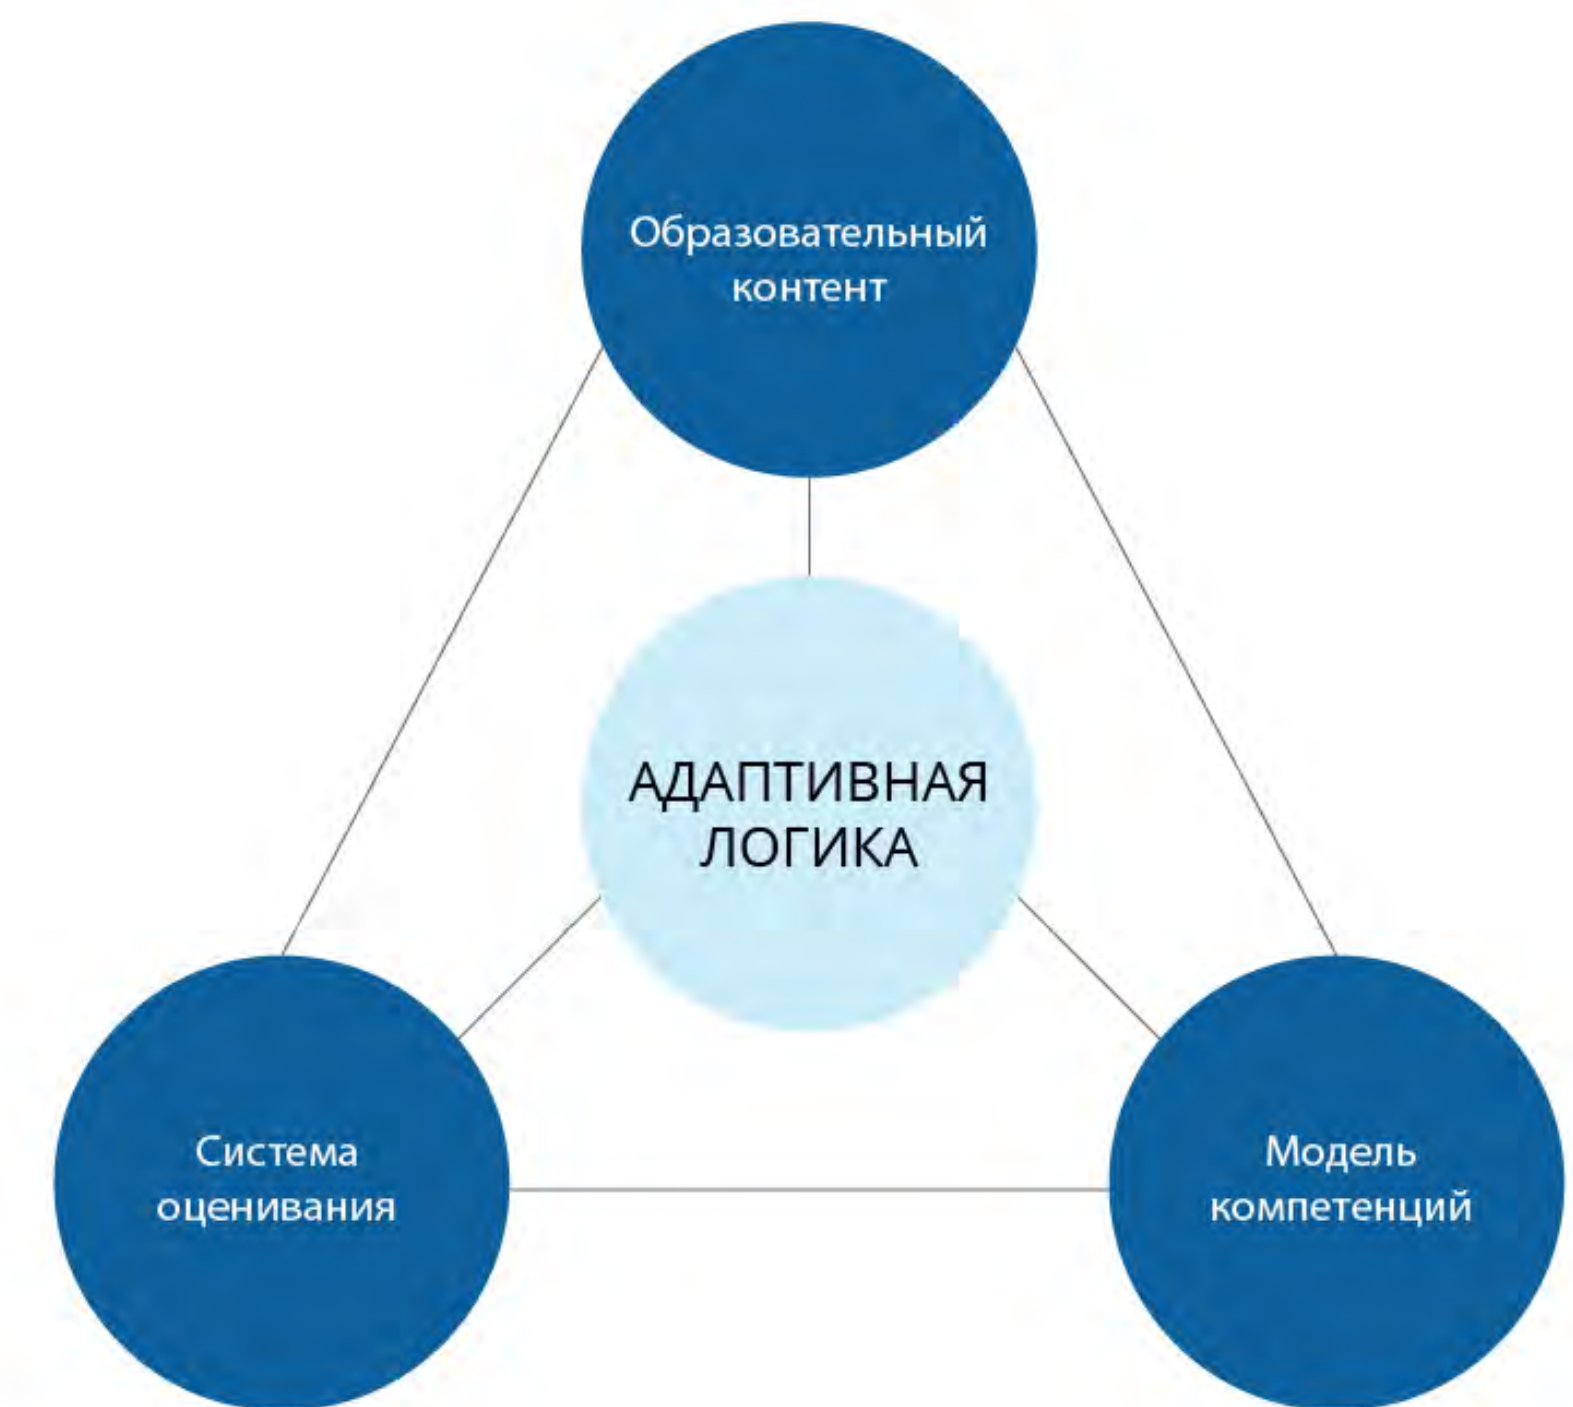 Образовательный
контент
АДАПТИВНАЯ
ЛОГИКА
Система
оценивания
Модель
компетенций